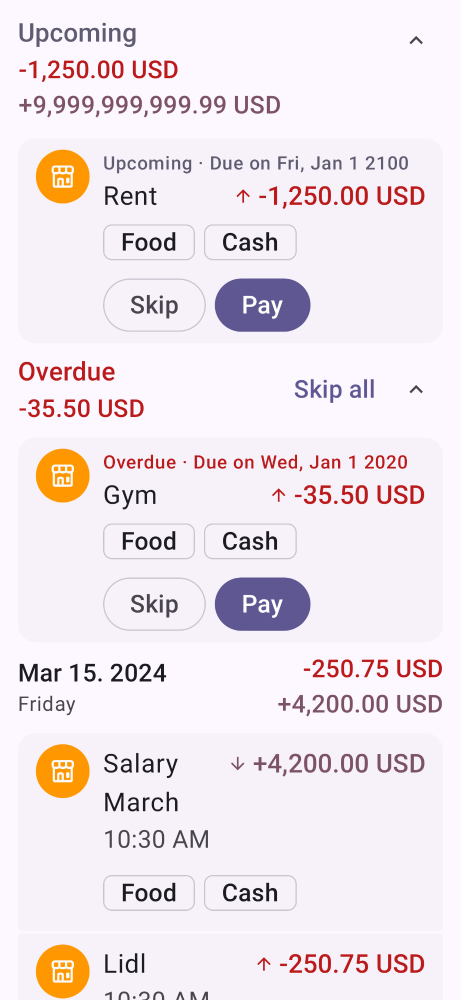 Upcoming
-1,250.00 USD
+9,999,999,999.99 USD
Upcoming · Due on Fri, Jan 1 2100
Rent ↑ -1,250.00 USD
Food Cash
Skip Pay
Overdue
Skip all
-35.50 USD
Overdue · Due on Wed, Jan 1 2020
Gym ↑ -35.50 USD
Food Cash
Skip Pay
Mar 15. 2024 -250.75 USD
Friday +4,200.00 USD
Salary ↓ +4,200.00 USD
March
10:30 AM
Food Cash
Lidl ↑ -250.75 USD
10:30 AM